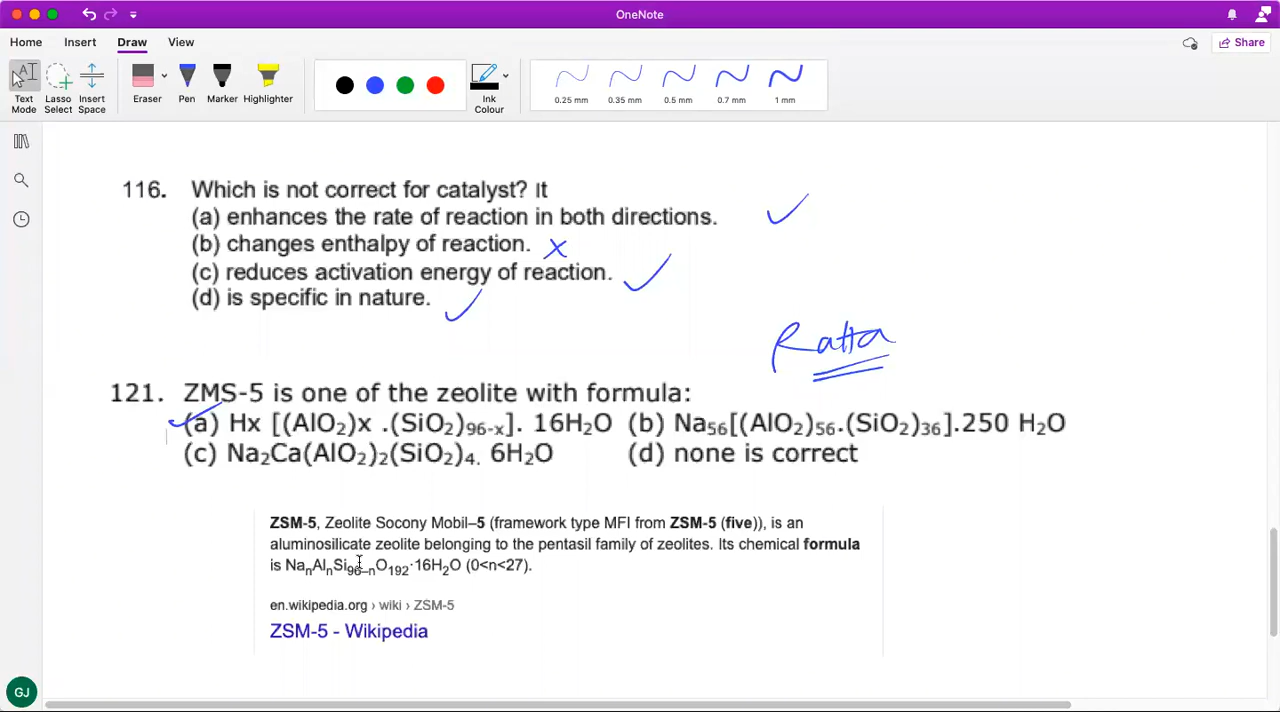 OneNote
Home Insert Draw View
Share
Text Mode
Lasso Select
Insert Space
Eraser
Pen
Marker
Highlighter
Ink Colour
0.25 mm
0.35 mm
0.5 mm
0.7 mm
1 mm
116. Which is not correct for catalyst? It
(a) enhances the rate of reaction in both directions.
(b) changes enthalpy of reaction.
(c) reduces activation energy of reaction.
(d) is specific in nature.
Ratta
121. ZMS-5 is one of the zeolite with formula:
(a) Hx [(AlO₂)x .(SiO₂)₉₆₋ₓ]. 16H₂O (b) Na₅₆[(AlO₂)₅₆.(SiO₂)₃₆].250 H₂O
(c) Na₂Ca(AlO₂)₂(SiO₂)₄. 6H₂O (d) none is correct
ZSM-5, Zeolite Socony Mobil–5 (framework type MFI from ZSM-5 (five)), is an
aluminosilicate zeolite belonging to the pentasil family of zeolites. Its chemical formula
is NaₙAlₙSi₉₆₋ₙO₁₉₂·16H₂O (0<n<27).
en.wikipedia.org › wiki › ZSM-5
ZSM-5 - Wikipedia
GJ